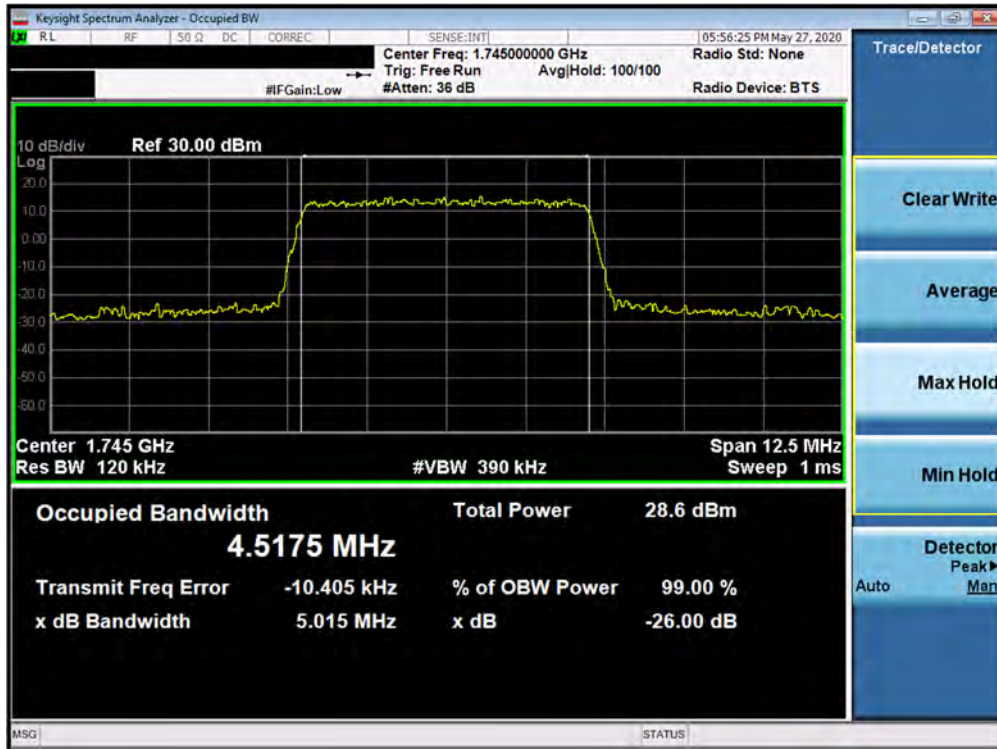 Keysight Spectrum Analyzer - Occupied BW
LXI RL RF 50 Ω DC CORREC SENSE:INT 05:56:25 PM May 27, 2020
Center Freq: 1.745000000 GHz Radio Std: None
Trig: Free Run Avg|Hold: 100/100
#IFGain:Low #Atten: 36 dB Radio Device: BTS
10 dB/div Ref 30.00 dBm
Log
20.0
10.0
0.00
-10.0
-20.0
-30.0
-40.0
-50.0
-60.0
Center 1.745 GHz Span 12.5 MHz
Res BW 120 kHz #VBW 390 kHz Sweep 1 ms
Occupied Bandwidth Total Power 28.6 dBm
4.5175 MHz
Transmit Freq Error -10.405 kHz % of OBW Power 99.00 %
x dB Bandwidth 5.015 MHz x dB -26.00 dB
MSG STATUS
Trace/Detector
Clear Write
Average
Max Hold
Min Hold
Detector
Peak▶
Auto Man